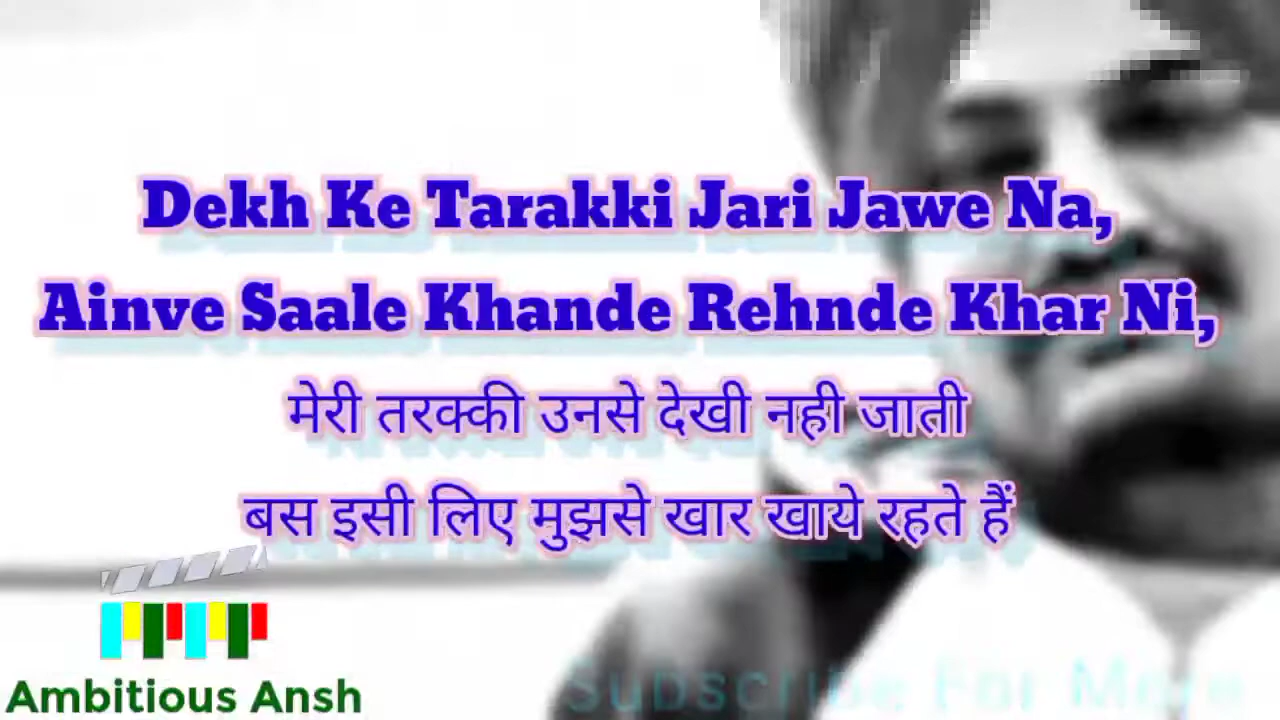 Dekh Ke Tarakki Jari Jawe Na,
Ainve Saale Khande Rehnde Khar Ni,
मेरी तरक्की उनसे देखी नही जाती
बस इसी लिए मुझसे खार खाये रहते हैं
Ambitious Ansh
Subscribe For More